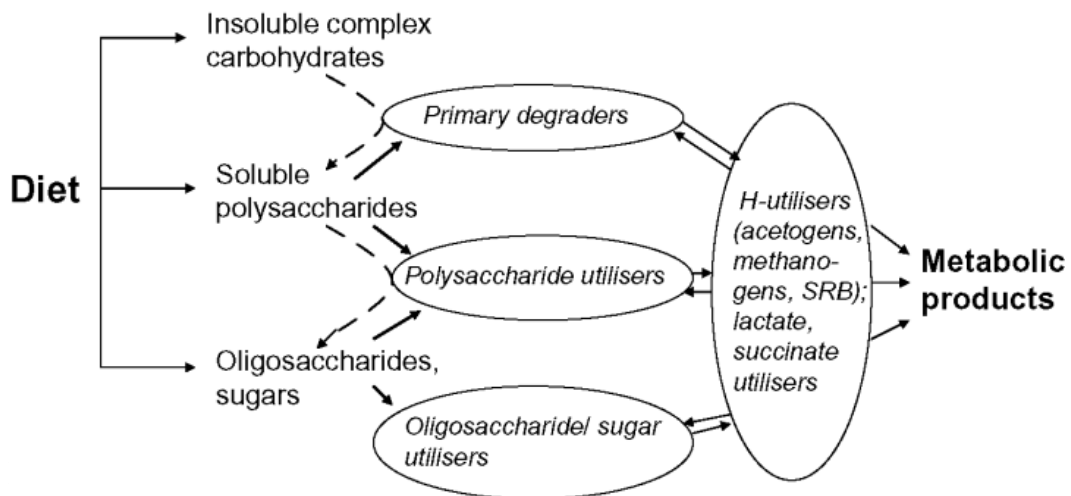 Insoluble complex
carbohydrates
Primary degraders
Diet
Soluble
polysaccharides
Polysaccharide utilisers
Oligosaccharides,
sugars
Oligosaccharide/ sugar
utilisers
H-utilisers
(acetogens,
methano-
gens, SRB);
lactate,
succinate
utilisers
Metabolic
products